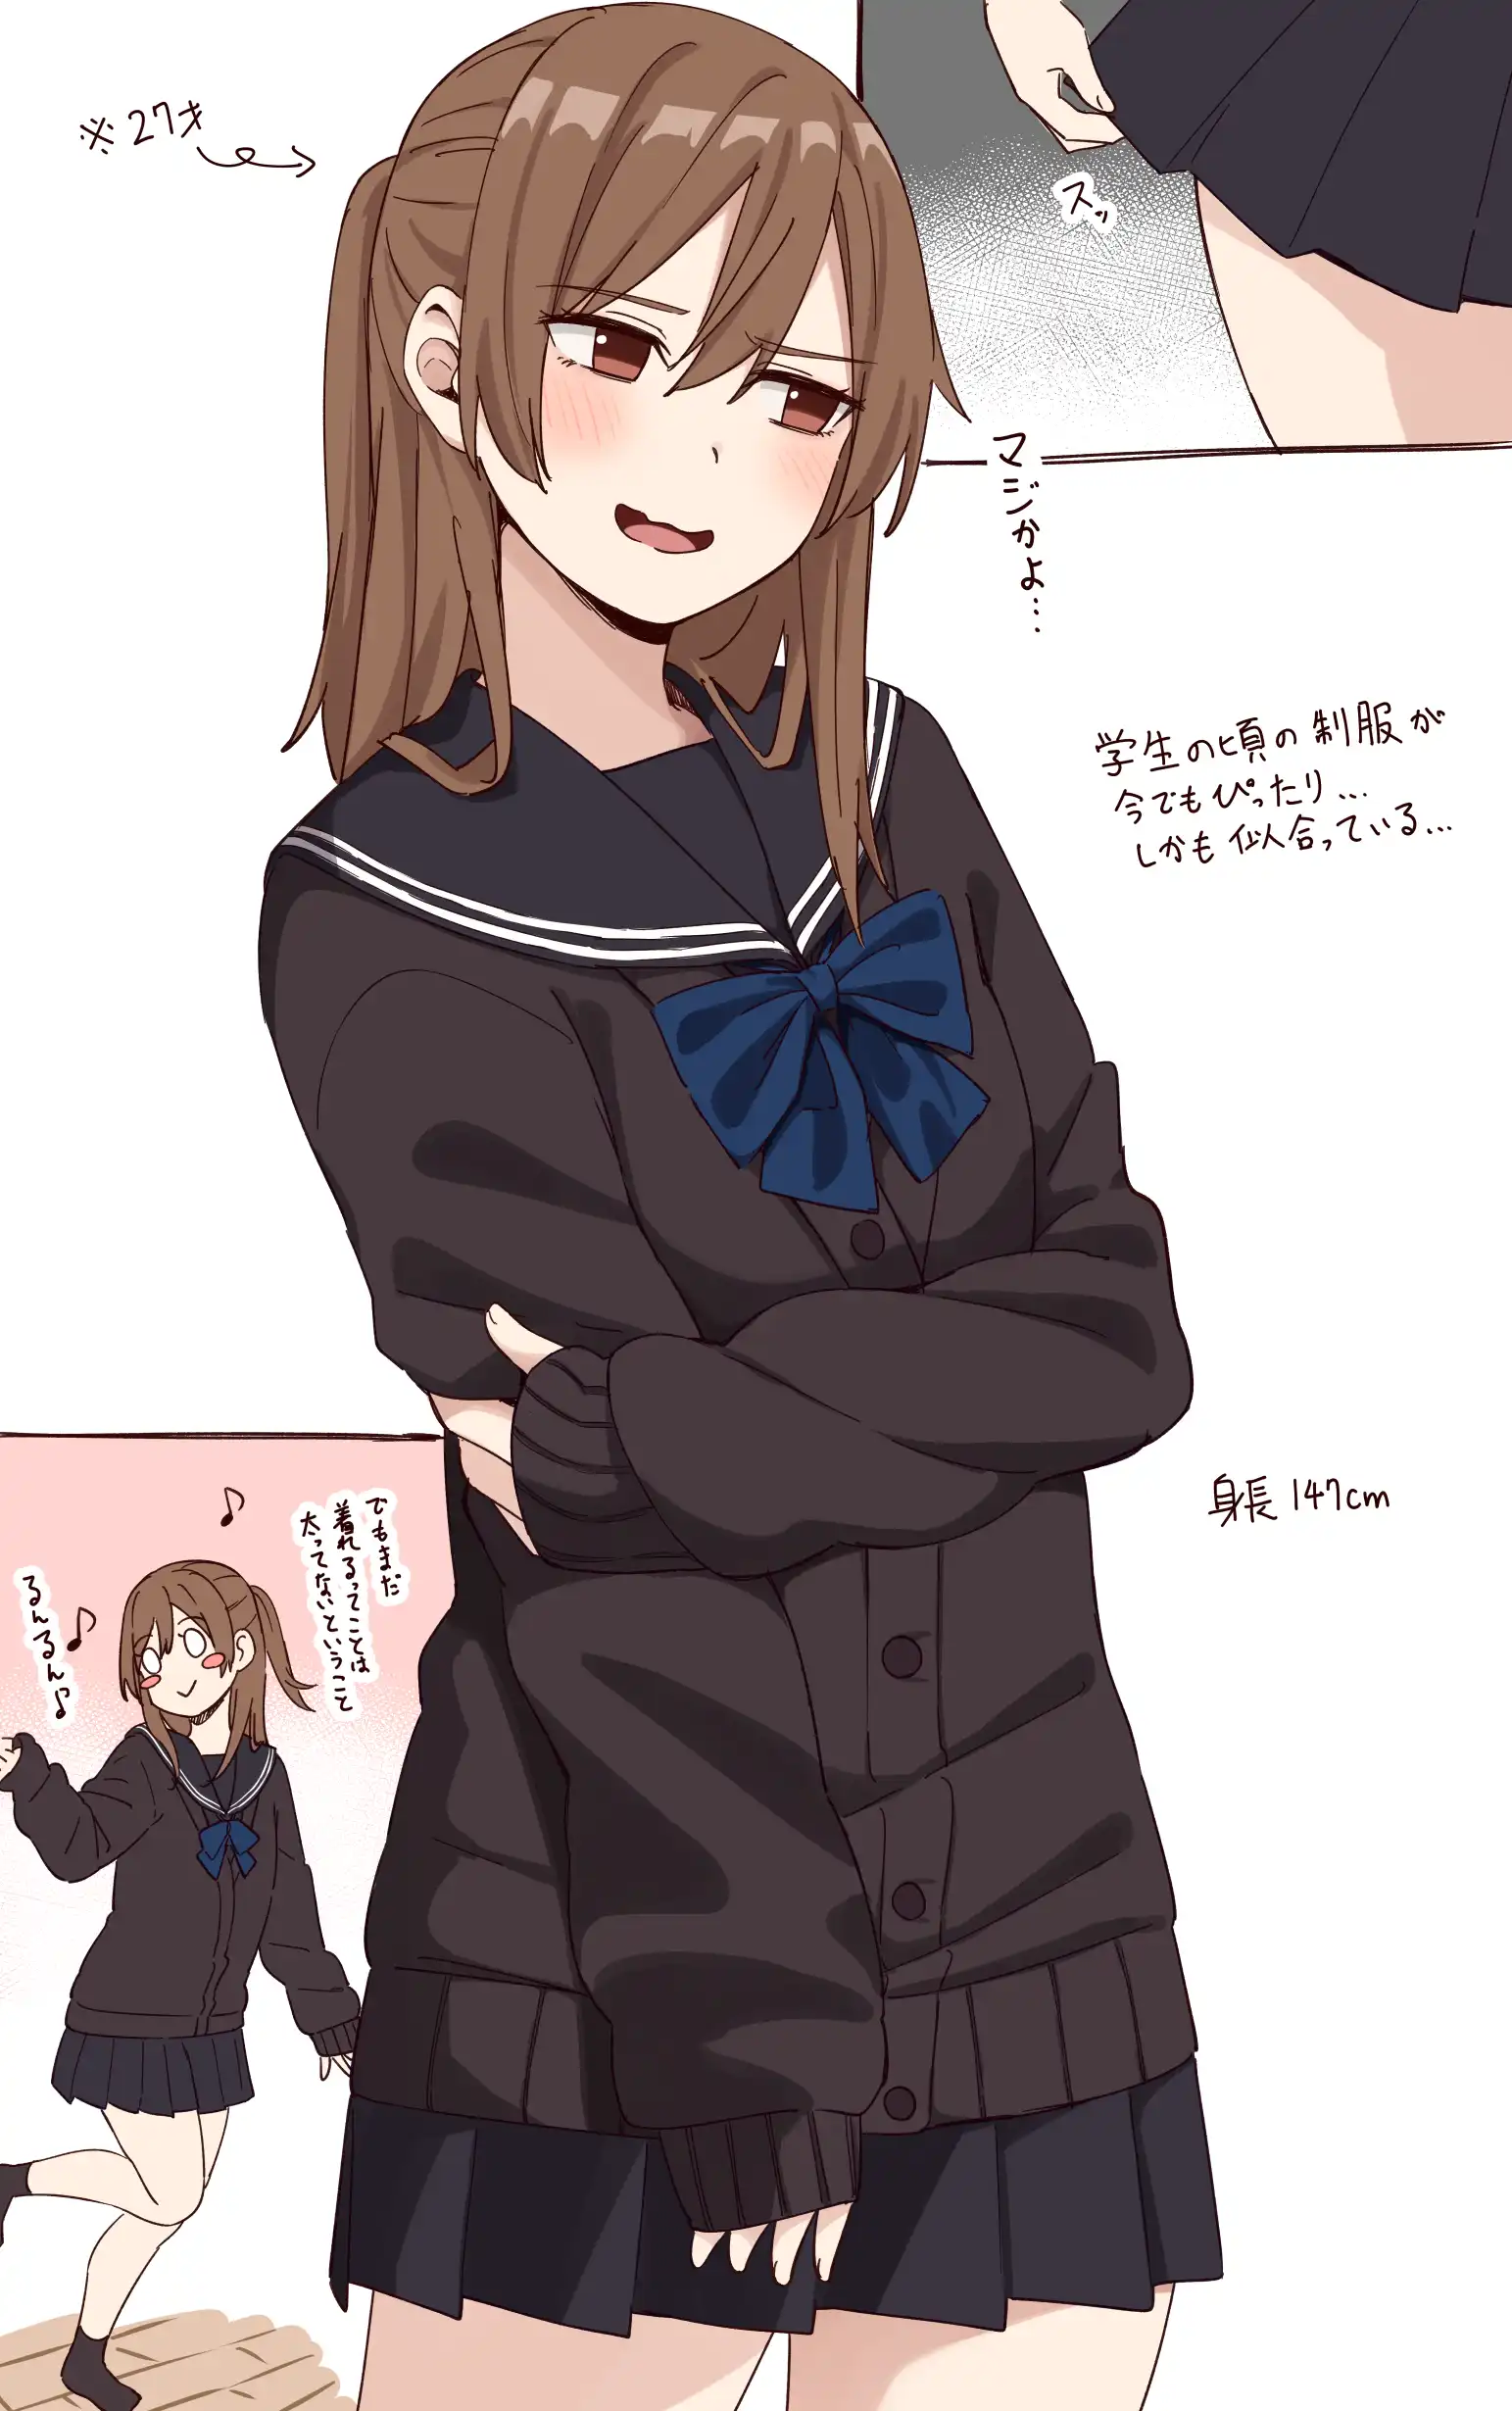 ※27才
スッ
マジかよ…
学生の頃の制服が
今でもぴったり…
しかも似合っている…
身長147cm
でもまだ
着れるってことは
太ってないということ
るんるん♪